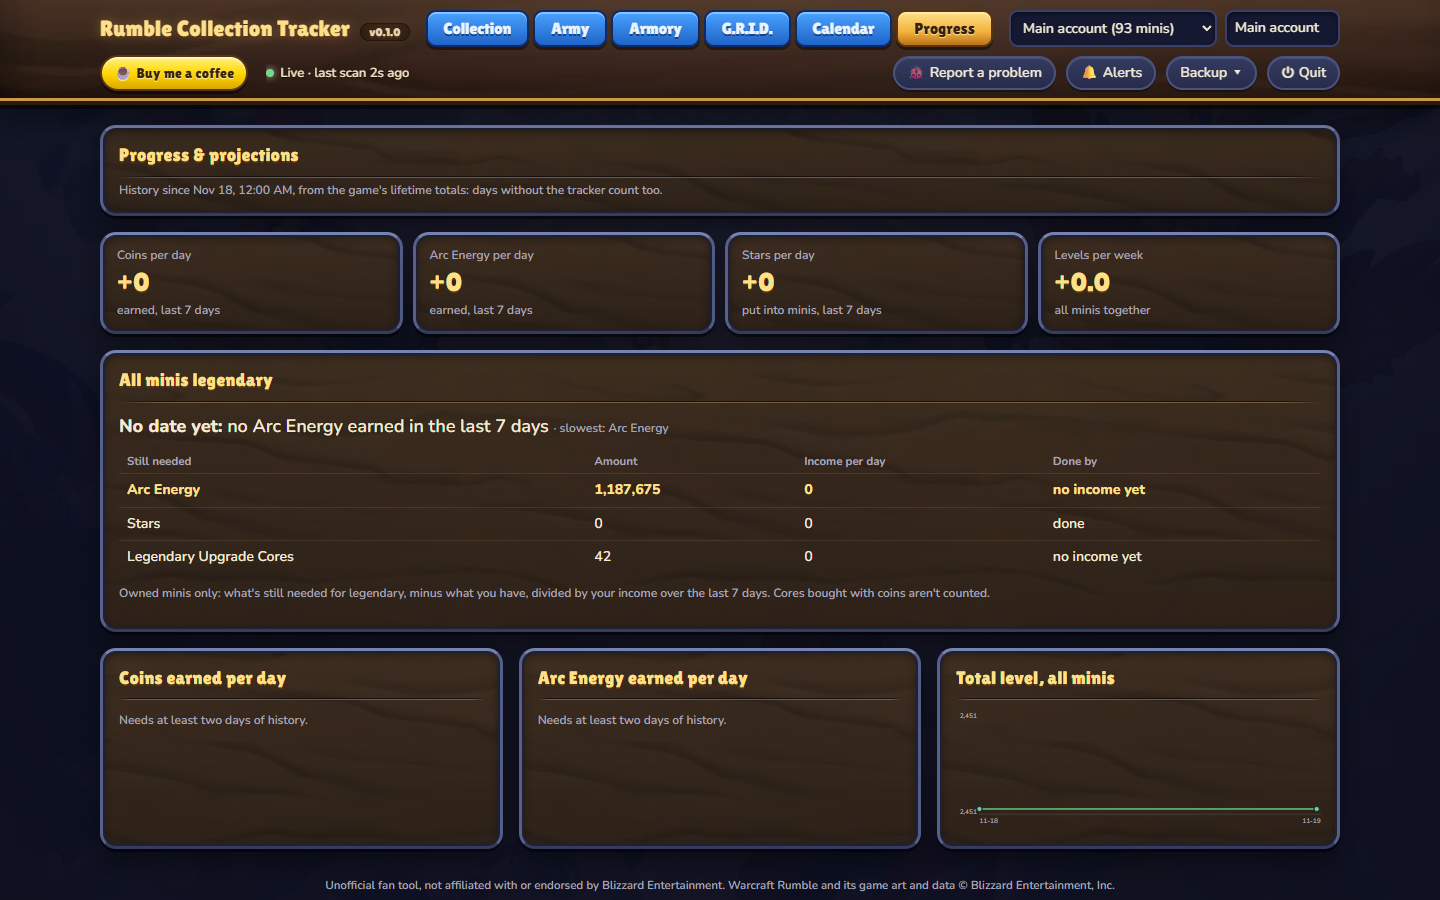 Rumble Collection Tracker v0.1.0 Collection Army Armory G.R.I.D. Calendar Progress Main account (93 minis) Main account
Buy me a coffee Live · last scan 2s ago Report a problem Alerts Backup Quit
Progress & projections
History since Nov 18, 12:00 AM, from the game's lifetime totals: days without the tracker count too.
Coins per day
+0
earned, last 7 days
Arc Energy per day
+0
earned, last 7 days
Stars per day
+0
put into minis, last 7 days
Levels per week
+0.0
all minis together
All minis legendary
No date yet: no Arc Energy earned in the last 7 days · slowest: Arc Energy
Still needed Amount Income per day Done by
Arc Energy 1,187,675 0 no income yet
Stars 0 0 done
Legendary Upgrade Cores 42 0 no income yet
Owned minis only: what's still needed for legendary, minus what you have, divided by your income over the last 7 days. Cores bought with coins aren't counted.
Coins earned per day
Needs at least two days of history.
Arc Energy earned per day
Needs at least two days of history.
Total level, all minis
2,451
2,451
11-18 11-19
Unofficial fan tool, not affiliated with or endorsed by Blizzard Entertainment. Warcraft Rumble and its game art and data © Blizzard Entertainment, Inc.